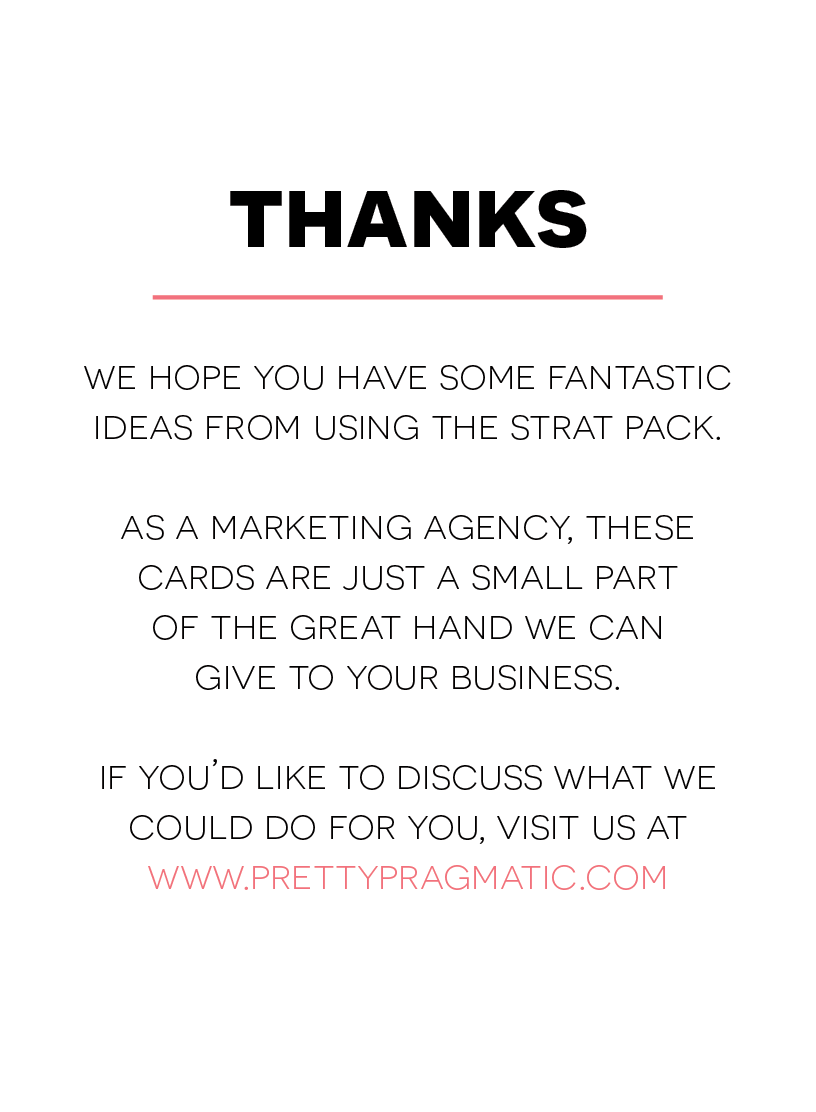 THANKS
WE HOPE YOU HAVE SOME FANTASTIC
IDEAS FROM USING THE STRAT PACK.
AS A MARKETING AGENCY, THESE
CARDS ARE JUST A SMALL PART
OF THE GREAT HAND WE CAN
GIVE TO YOUR BUSINESS.
IF YOU’D LIKE TO DISCUSS WHAT WE
COULD DO FOR YOU, VISIT US AT
WWW.PRETTYPRAGMATIC.COM